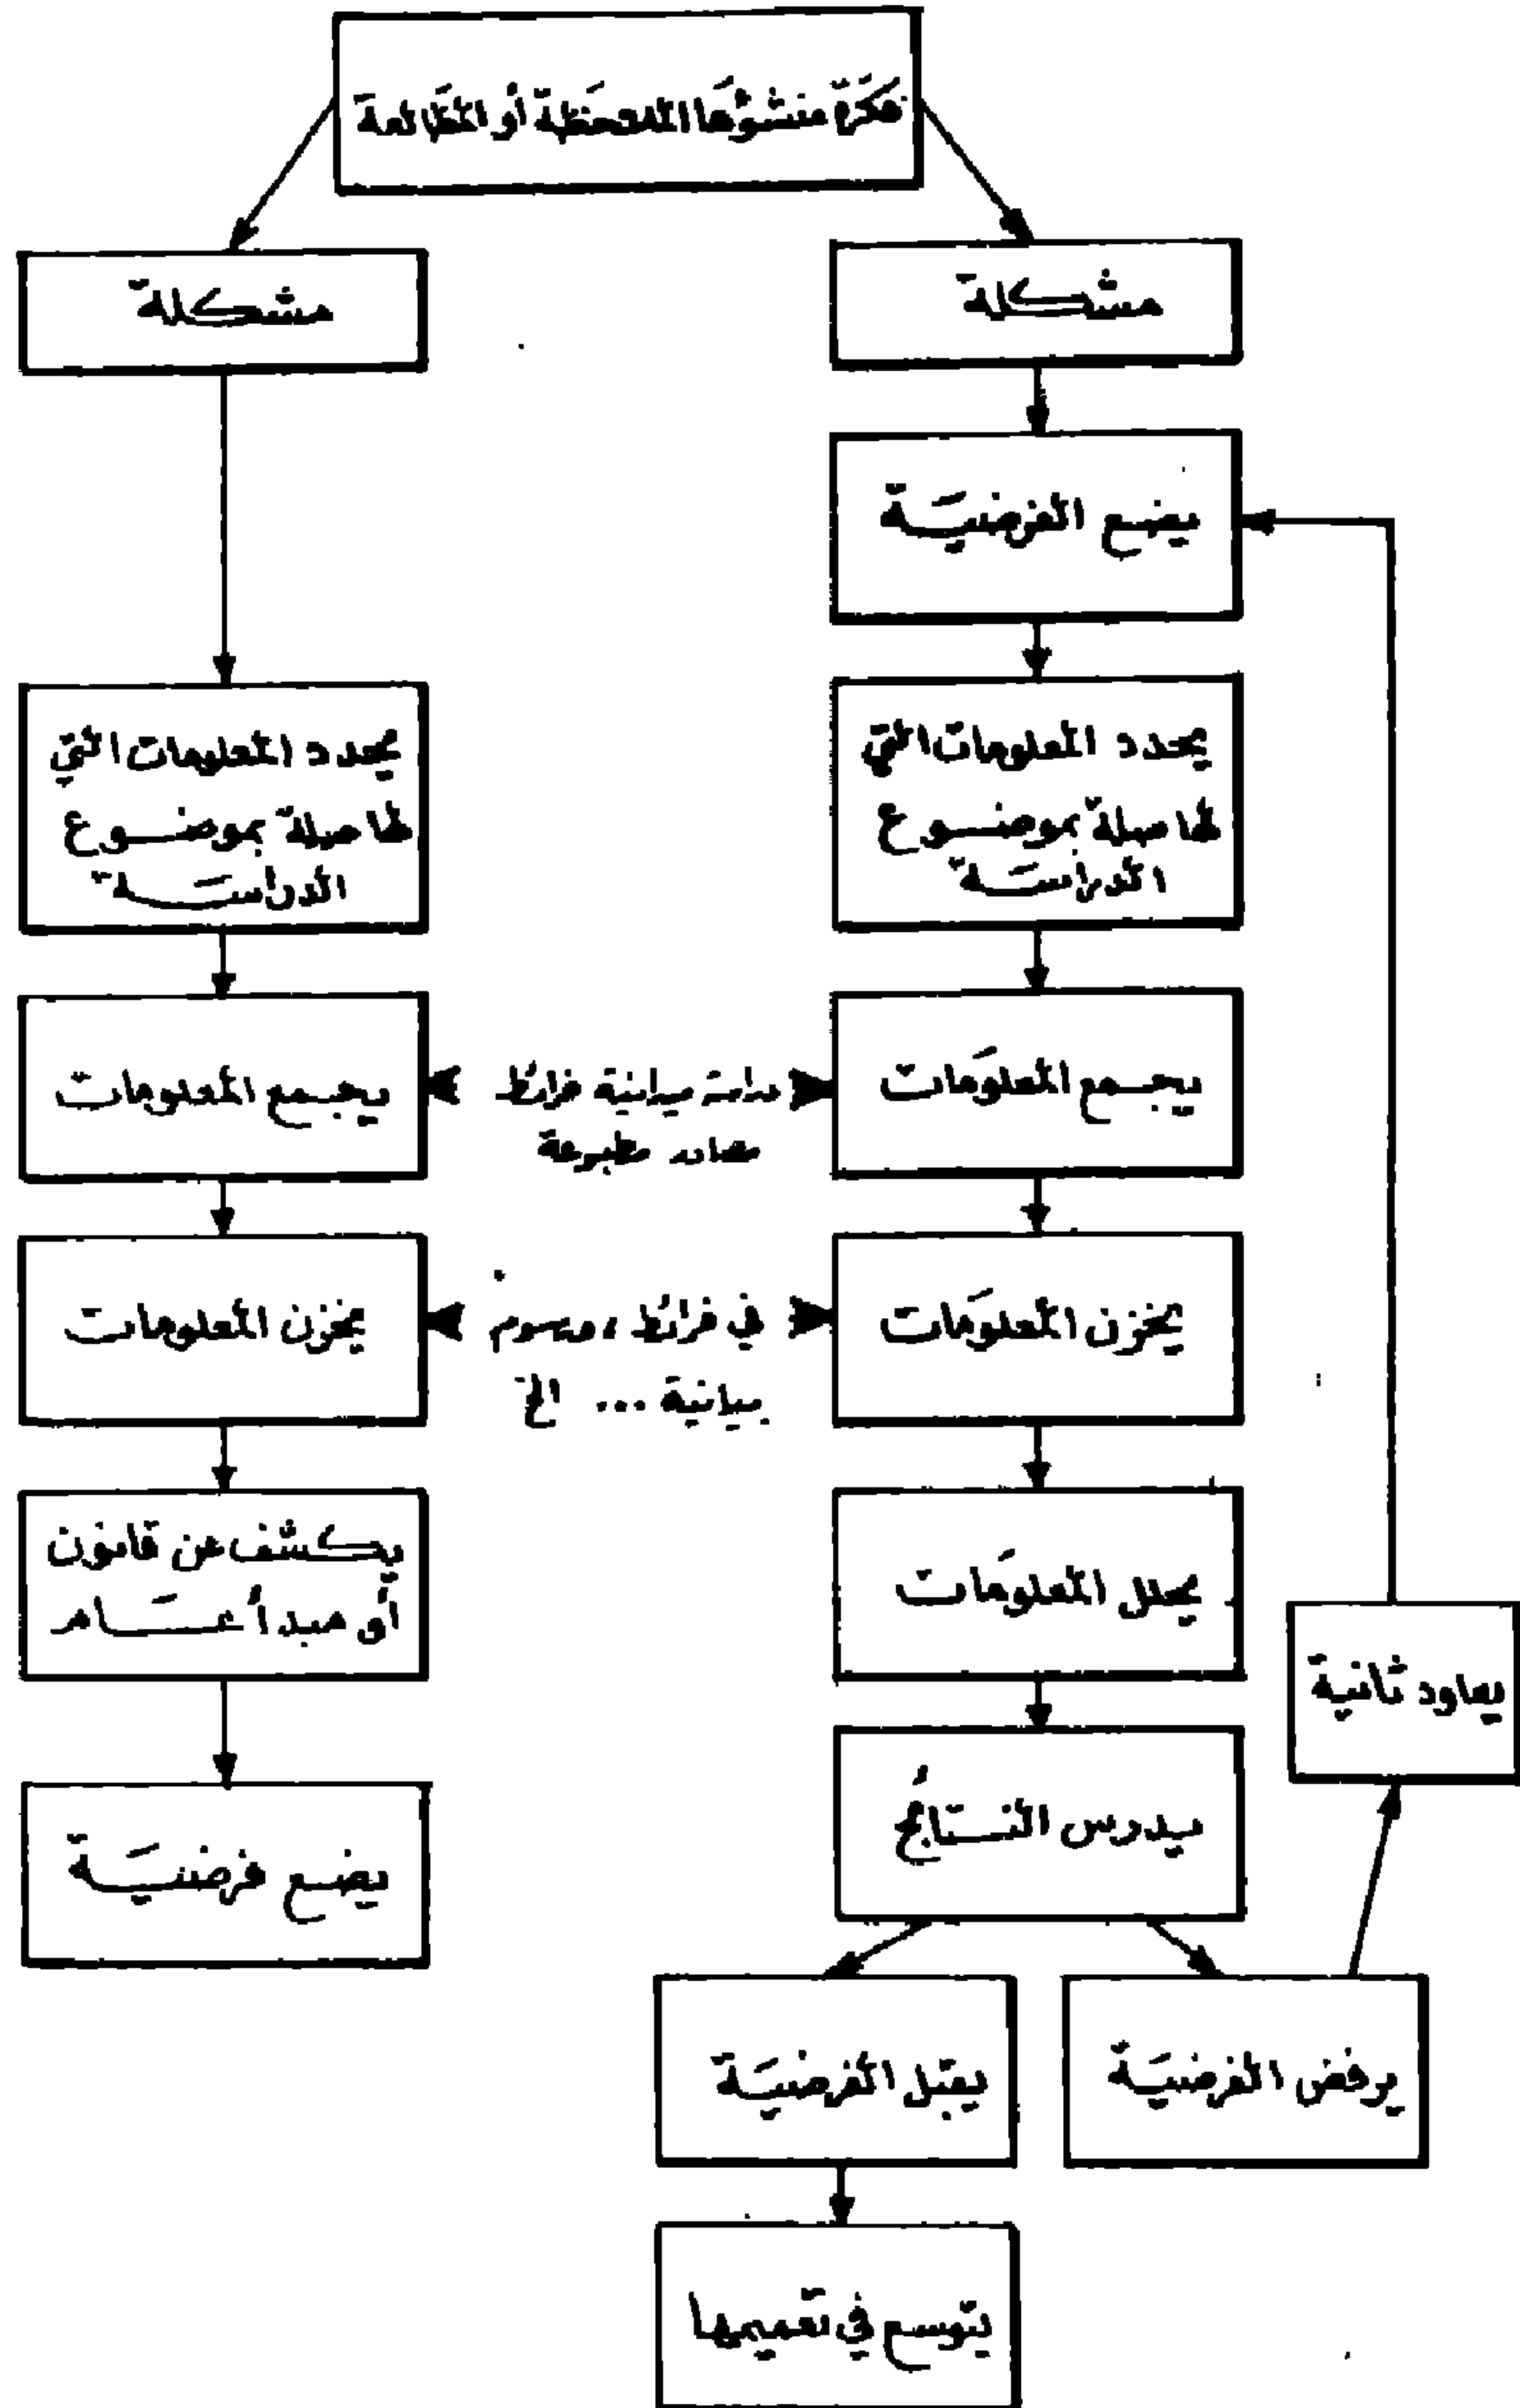 فكرة منشؤها الملاحظة أو المطالعة
مشكلة
مشكلة
يضع الفرضية
يحدد المعلومات التي
لها صلة بموضوع
الدراسة
يحدد المعلومات التي
لها صلة بموضوع
الدراسة
يجمع المعلومات
دراسة ميدانية خرائط
مصادر مطبوعة
يجمع المعلومات
يخزن المعلومات
في خرائط ، رسوم
بيانية ... الخ
يخزن المعلومات
يحلل المعلومات
يكشف عن قانون
أو مبدأ عام
يعاود ثانية
يدرس النتائج
يضع فرضية
يرفض الفرضية
يقبل الفرضية
يتوسع في تعميمها